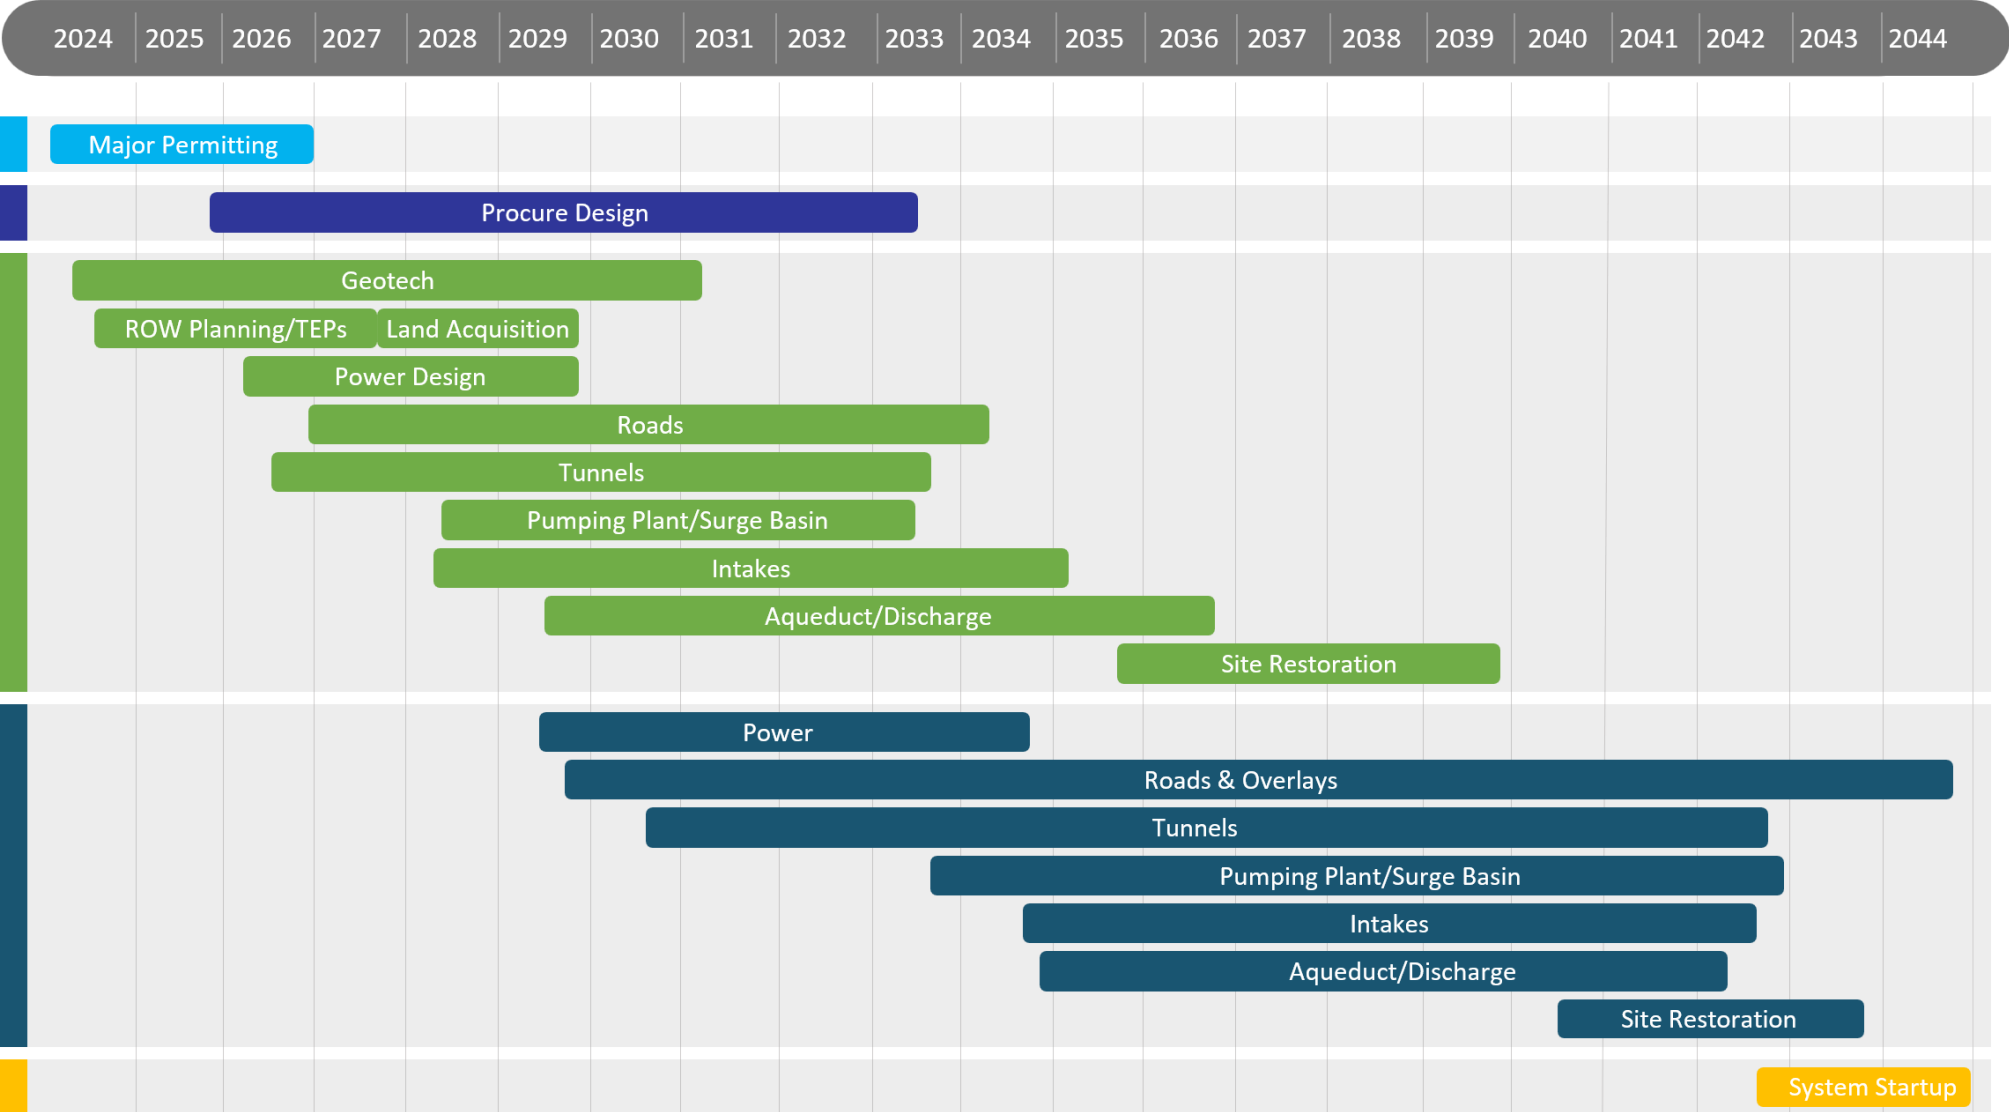 2024 2025 2026 2027 2028 2029 2030 2031 2032 2033 2034 2035 2036 2037 2038 2039 2040 2041 2042 2043 2044
Major Permitting
Procure Design
Geotech
ROW Planning/TEPs Land Acquisition
Power Design
Roads
Tunnels
Pumping Plant/Surge Basin
Intakes
Aqueduct/Discharge
Site Restoration
Power
Roads & Overlays
Tunnels
Pumping Plant/Surge Basin
Intakes
Aqueduct/Discharge
Site Restoration
System Startup